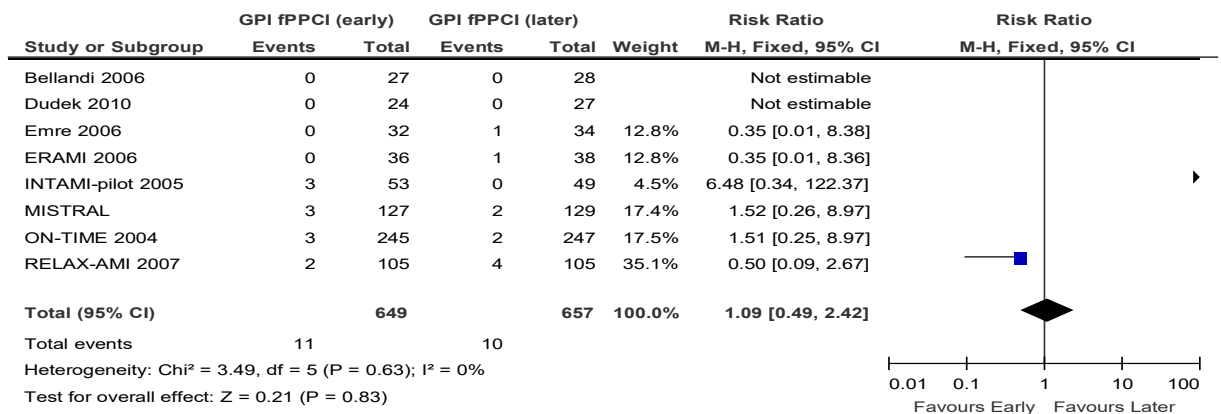 GPI fPPCI (early) GPI fPPCI (later) Risk Ratio Risk Ratio
Study or Subgroup Events Total Events Total Weight M-H, Fixed, 95% CI M-H, Fixed, 95% CI
Bellandi 2006 0 27 0 28 Not estimable
Dudek 2010 0 24 0 27 Not estimable
Emre 2006 0 32 1 34 12.8% 0.35 [0.01, 8.38]
ERAMI 2006 0 36 1 38 12.8% 0.35 [0.01, 8.36]
INTAMI-pilot 2005 3 53 0 49 4.5% 6.48 [0.34, 122.37]
MISTRAL 3 127 2 129 17.4% 1.52 [0.26, 8.97]
ON-TIME 2004 3 245 2 247 17.5% 1.51 [0.25, 8.97]
RELAX-AMI 2007 2 105 4 105 35.1% 0.50 [0.09, 2.67]
Total (95% CI) 649 657 100.0% 1.09 [0.49, 2.42]
Total events 11 10
Heterogeneity: Chi² = 3.49, df = 5 (P = 0.63); I² = 0%
Test for overall effect: Z = 0.21 (P = 0.83)
0.01 0.1 1 10 100
Favours Early Favours Later